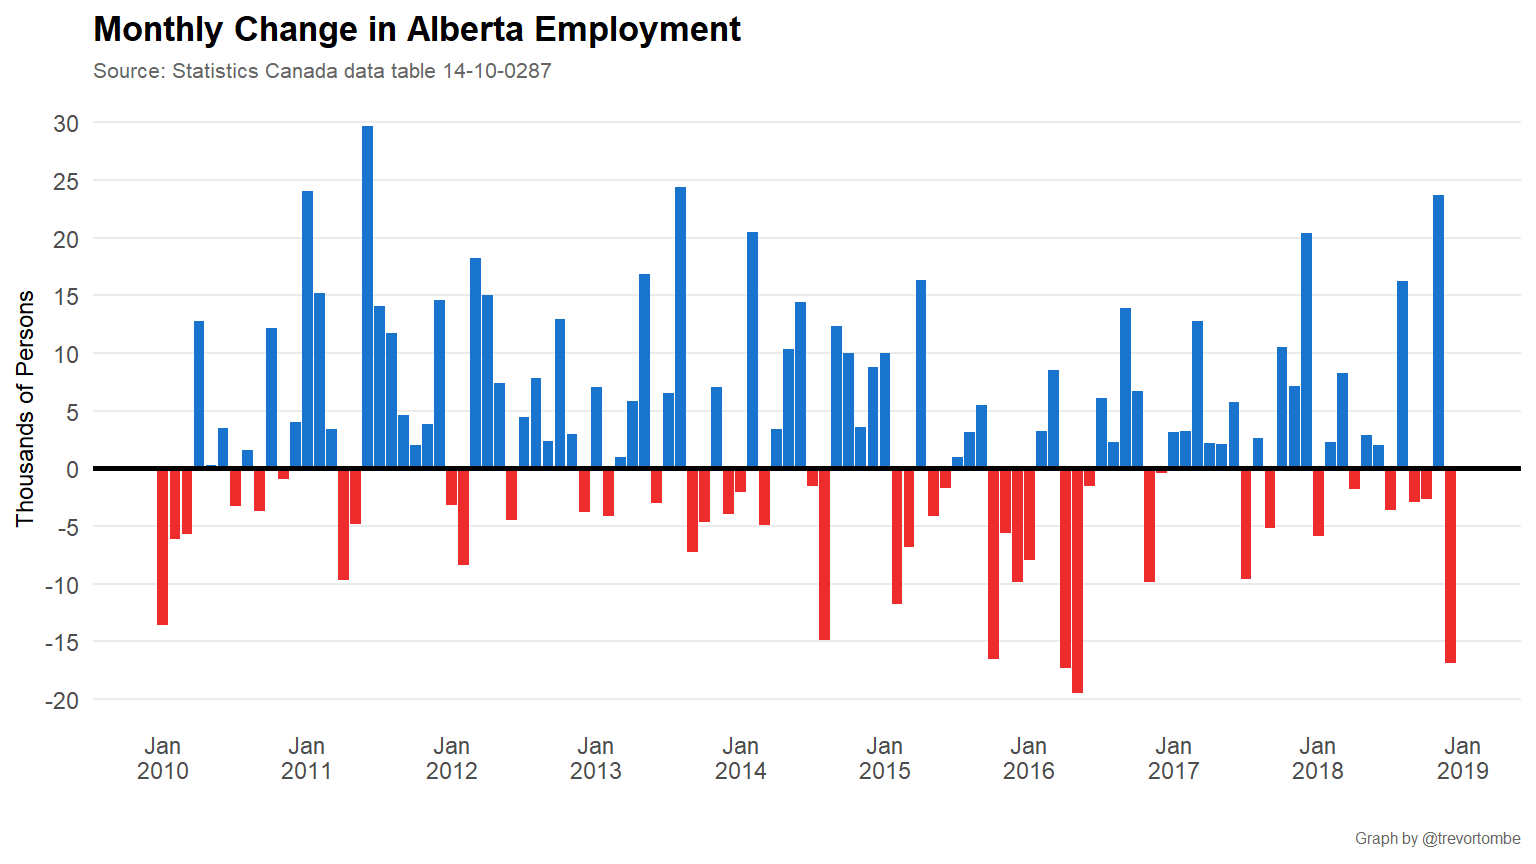 Monthly Change in Alberta Employment
Source: Statistics Canada data table 14-10-0287
Thousands of Persons
30
25
20
15
10
5
0
-5
-10
-15
-20
Jan Jan Jan Jan Jan Jan Jan Jan Jan Jan
2010 2011 2012 2013 2014 2015 2016 2017 2018 2019
Graph by @trevortombe